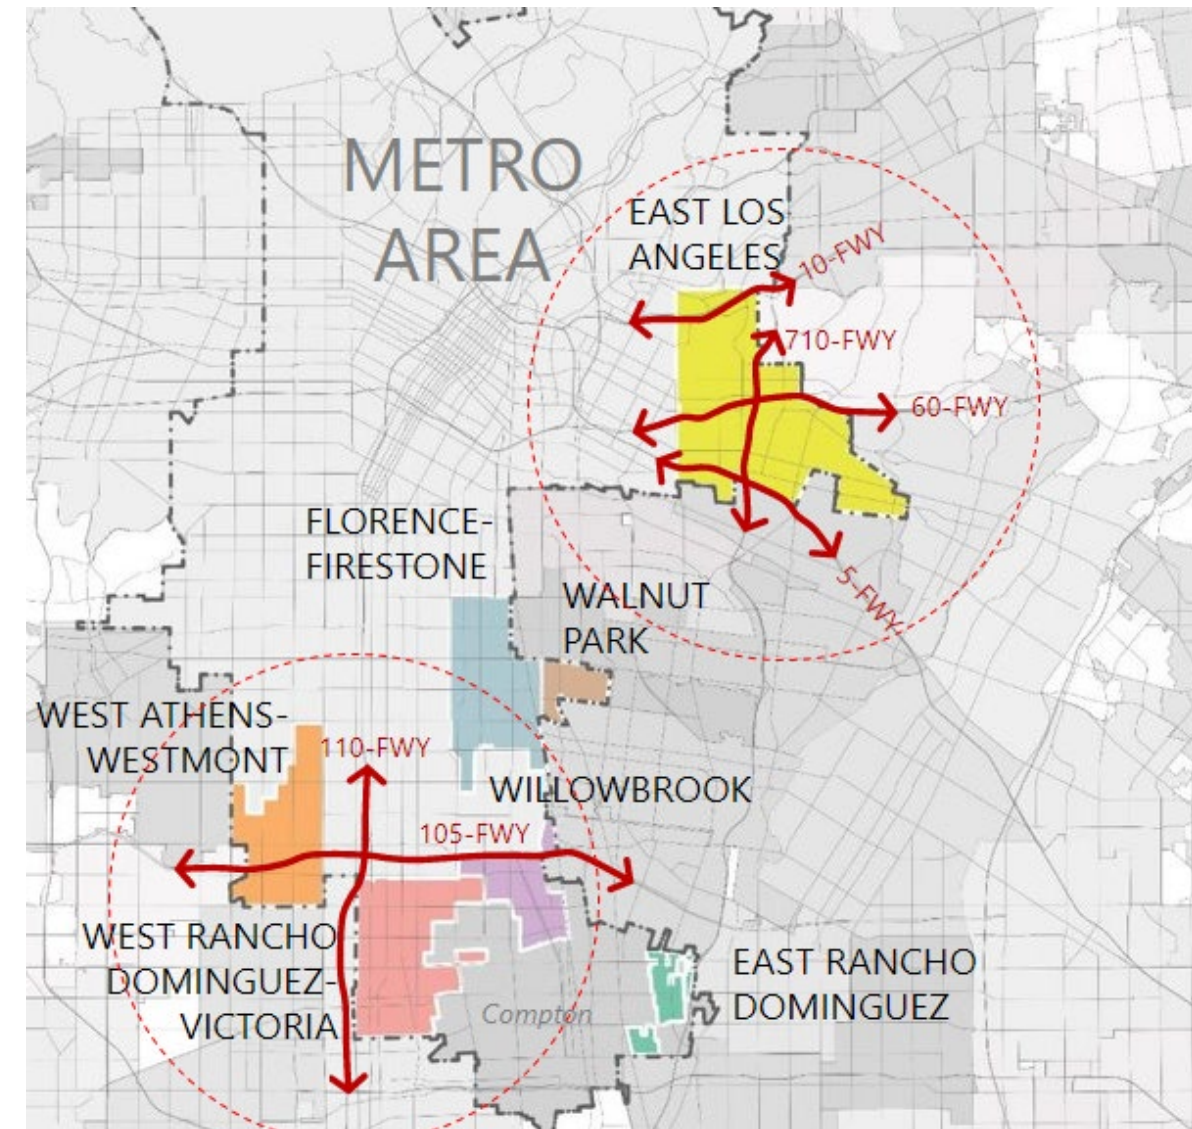 METRO
AREA
EAST LOS
ANGELES
10-FWY
710-FWY
60-FWY
5-FWY
FLORENCE-
FIRESTONE
WALNUT
PARK
WEST ATHENS-
WESTMONT
110-FWY
WILLOWBROOK
105-FWY
WEST RANCHO
DOMINGUEZ-
VICTORIA
EAST RANCHO
DOMINGUEZ
Compton